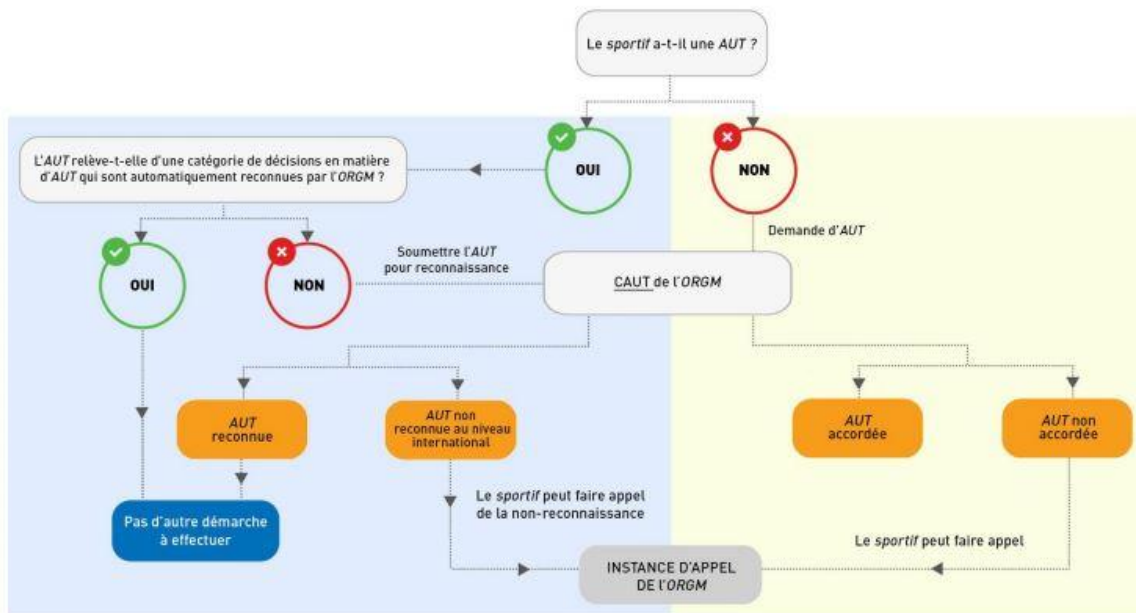 Le sportif a-t-il une AUT ?
L'AUT relève-t-elle d'une catégorie de décisions en matière
d'AUT qui sont automatiquement reconnues par l'ORGM ?
OUI
NON
Demande d'AUT
OUI
NON
Soumettre l'AUT
pour reconnaissance
CAUT de l'ORGM
AUT
reconnue
AUT non
reconnue au niveau
international
AUT
accordée
AUT non
accordée
Pas d'autre démarche
à effectuer
Le sportif peut faire appel
de la non-reconnaissance
Le sportif peut faire appel
INSTANCE D'APPEL
DE L'ORGM